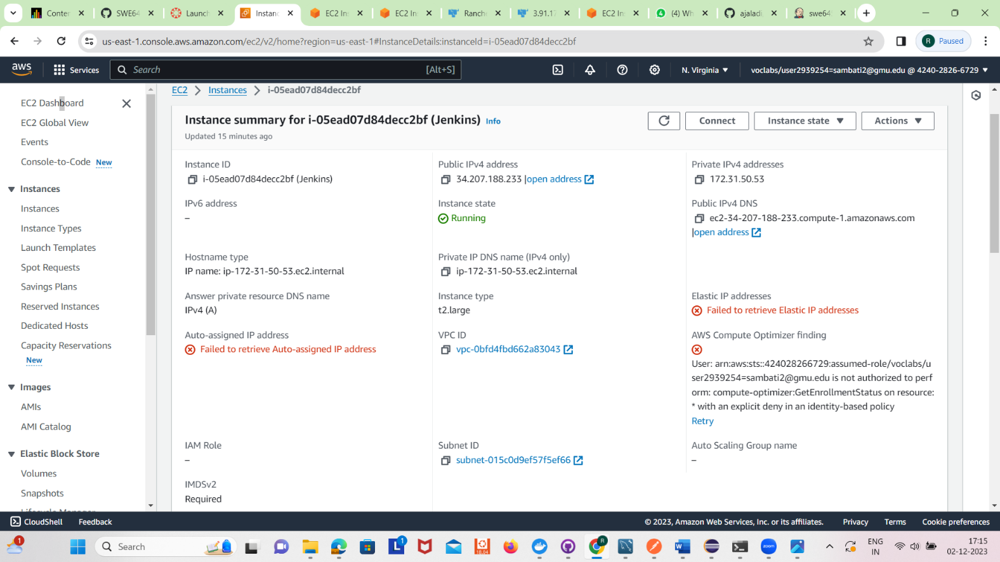 Conter
SWE64
Launch
Instanc
EC2 Ins
EC2 In
Ranche
3.91.17
EC2 In
(4) Wh
ajaladi
swe64
us-east-1.console.aws.amazon.com/ec2/v2/home?region=us-east-1#InstanceDetails:instanceId=i-05ead07d84decc2bf
R Paused
aws
Services
Search
[Alt+S]
N. Virginia
voclabs/user2939254=sambati2@gmu.edu @ 4240-2826-6729
EC2 Dashboard
EC2 Global View
Events
Console-to-Code New
Instances
Instances
Instance Types
Launch Templates
Spot Requests
Savings Plans
Reserved Instances
Dedicated Hosts
Capacity Reservations
New
Images
AMIs
AMI Catalog
Elastic Block Store
Volumes
Snapshots
Lifecycle Manager
EC2 > Instances > i-05ead07d84decc2bf
Instance summary for i-05ead07d84decc2bf (Jenkins) Info
Updated 15 minutes ago
Connect
Instance state
Actions
Instance ID
i-05ead07d84decc2bf (Jenkins)
Public IPv4 address
34.207.188.233 |open address
Private IPv4 addresses
172.31.50.53
IPv6 address
–
Instance state
Running
Public IPv4 DNS
ec2-34-207-188-233.compute-1.amazonaws.com
|open address
Hostname type
IP name: ip-172-31-50-53.ec2.internal
Private IP DNS name (IPv4 only)
ip-172-31-50-53.ec2.internal
Answer private resource DNS name
IPv4 (A)
Instance type
t2.large
Elastic IP addresses
Failed to retrieve Elastic IP addresses
Auto-assigned IP address
Failed to retrieve Auto-assigned IP address
VPC ID
vpc-0bfd4fbd662a83043
AWS Compute Optimizer finding
User: arn:aws:sts::424028266729:assumed-role/voclabs/u
ser2939254=sambati2@gmu.edu is not authorized to perf
orm: compute-optimizer:GetEnrollmentStatus on resource:
* with an explicit deny in an identity-based policy
Retry
IAM Role
–
Subnet ID
subnet-015c0d9ef57f5ef66
Auto Scaling Group name
–
IMDSv2
Required
CloudShell
Feedback
© 2023, Amazon Web Services, Inc. or its affiliates.
Privacy
Terms
Cookie preferences
1
Search
L
1
18.04
R
W
zoom
ENG
IN
17:15
02-12-2023